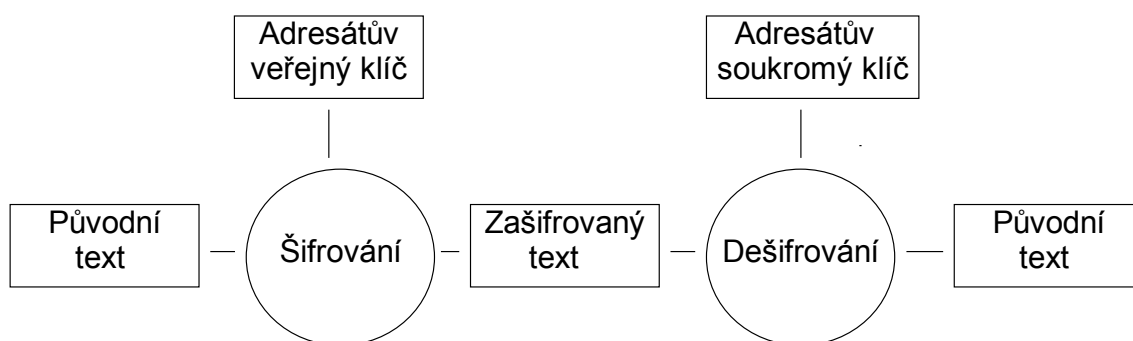 Adresátův
veřejný klíč
Adresátův
soukromý klíč
Původní
text
Šifrování
Zašifrovaný
text
Dešifrování
Původní
text